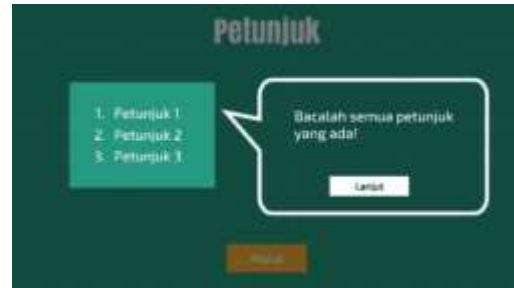 Petunjuk
1. Petunjuk 1
2. Petunjuk 2
3. Petunjuk 3
Bacalah semua petunjuk
yang ada!
Lanjut